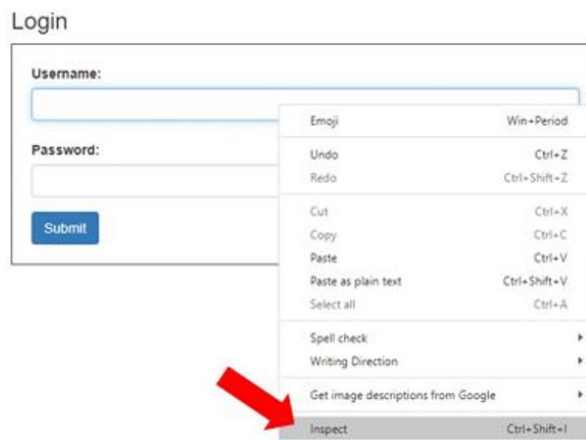 Login
Username:
Emoji Win+Period
Undo Ctrl+Z
Password:
Redo Ctrl+Shift+Z
Cut Ctrl+X
Submit
Copy Ctrl+C
Paste Ctrl+V
Paste as plain text Ctrl+Shift+V
Select all Ctrl+A
Spell check
Writing Direction
Get image descriptions from Google
Inspect Ctrl+Shift+I